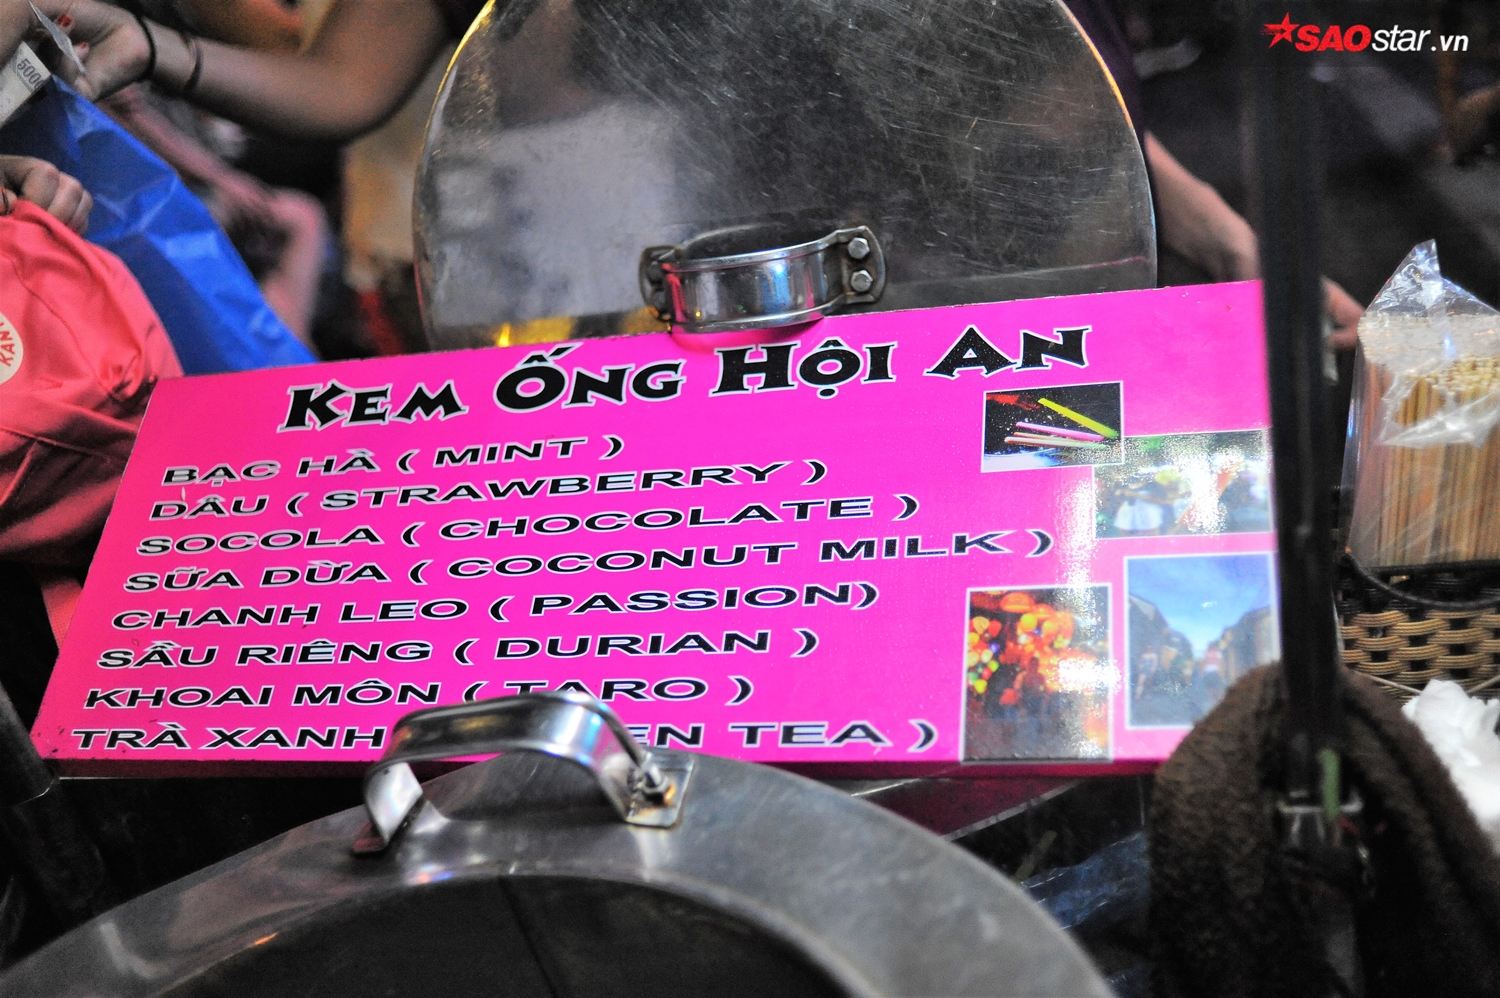 SAOstar.vn
5000
KEM ỐNG HỘI AN
BẠC HÀ ( MINT )
DÂU ( STRAWBERRY )
SOCOLA ( CHOCOLATE )
SỮA DỪA ( COCONUT MILK )
CHANH LEO ( PASSION)
SẦU RIÊNG ( DURIAN )
KHOAI MÔN ( TARO )
TRÀ XANH EN TEA )